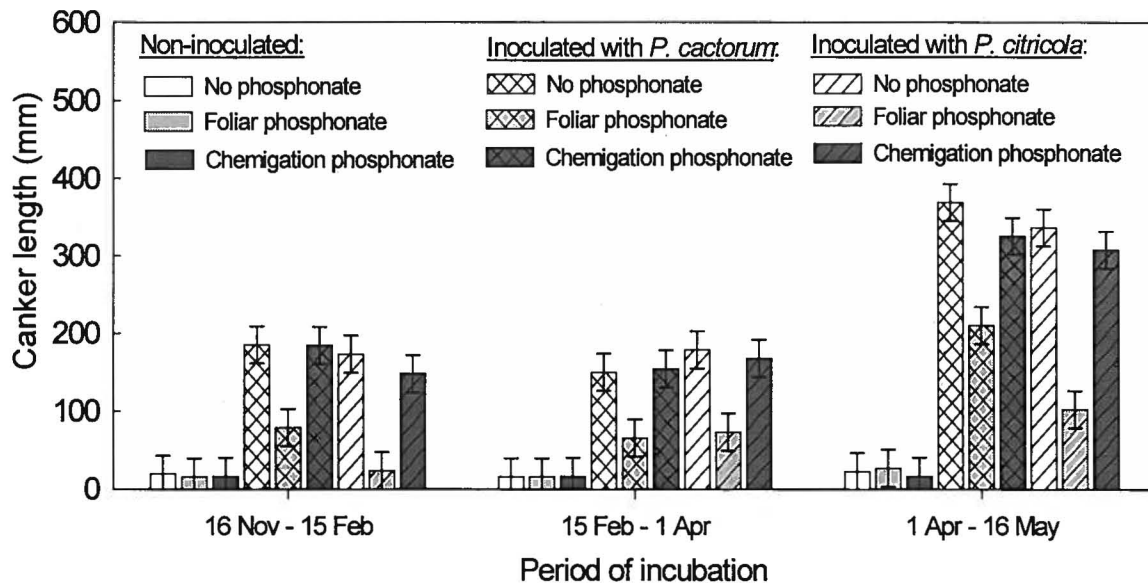 600
500
400
300
200
100
0
Canker length (mm)
Non-inoculated:
No phosphonate
Foliar phosphonate
Chemigation phosphonate
Inoculated with P. cactorum:
No phosphonate
Foliar phosphonate
Chemigation phosphonate
Inoculated with P. citricola:
No phosphonate
Foliar phosphonate
Chemigation phosphonate
16 Nov - 15 Feb
15 Feb - 1 Apr
1 Apr - 16 May
Period of incubation